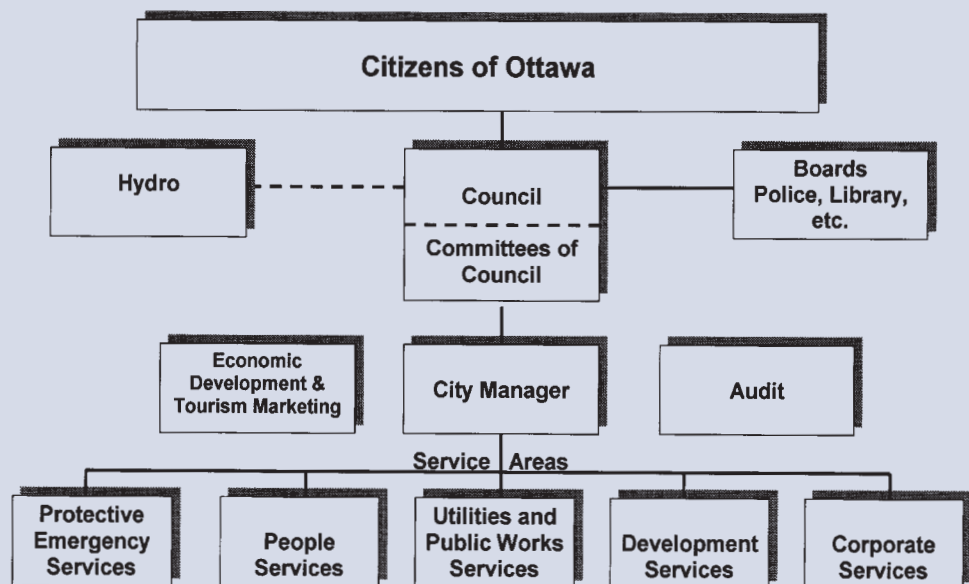 Citizens of Ottawa
Hydro
Council
Committees of
Council
Boards
Police, Library,
etc.
Economic
Development &
Tourism Marketing
City Manager
Audit
Service Areas
Protective
Emergency
Services
People
Services
Utilities and
Public Works
Services
Development
Services
Corporate
Services